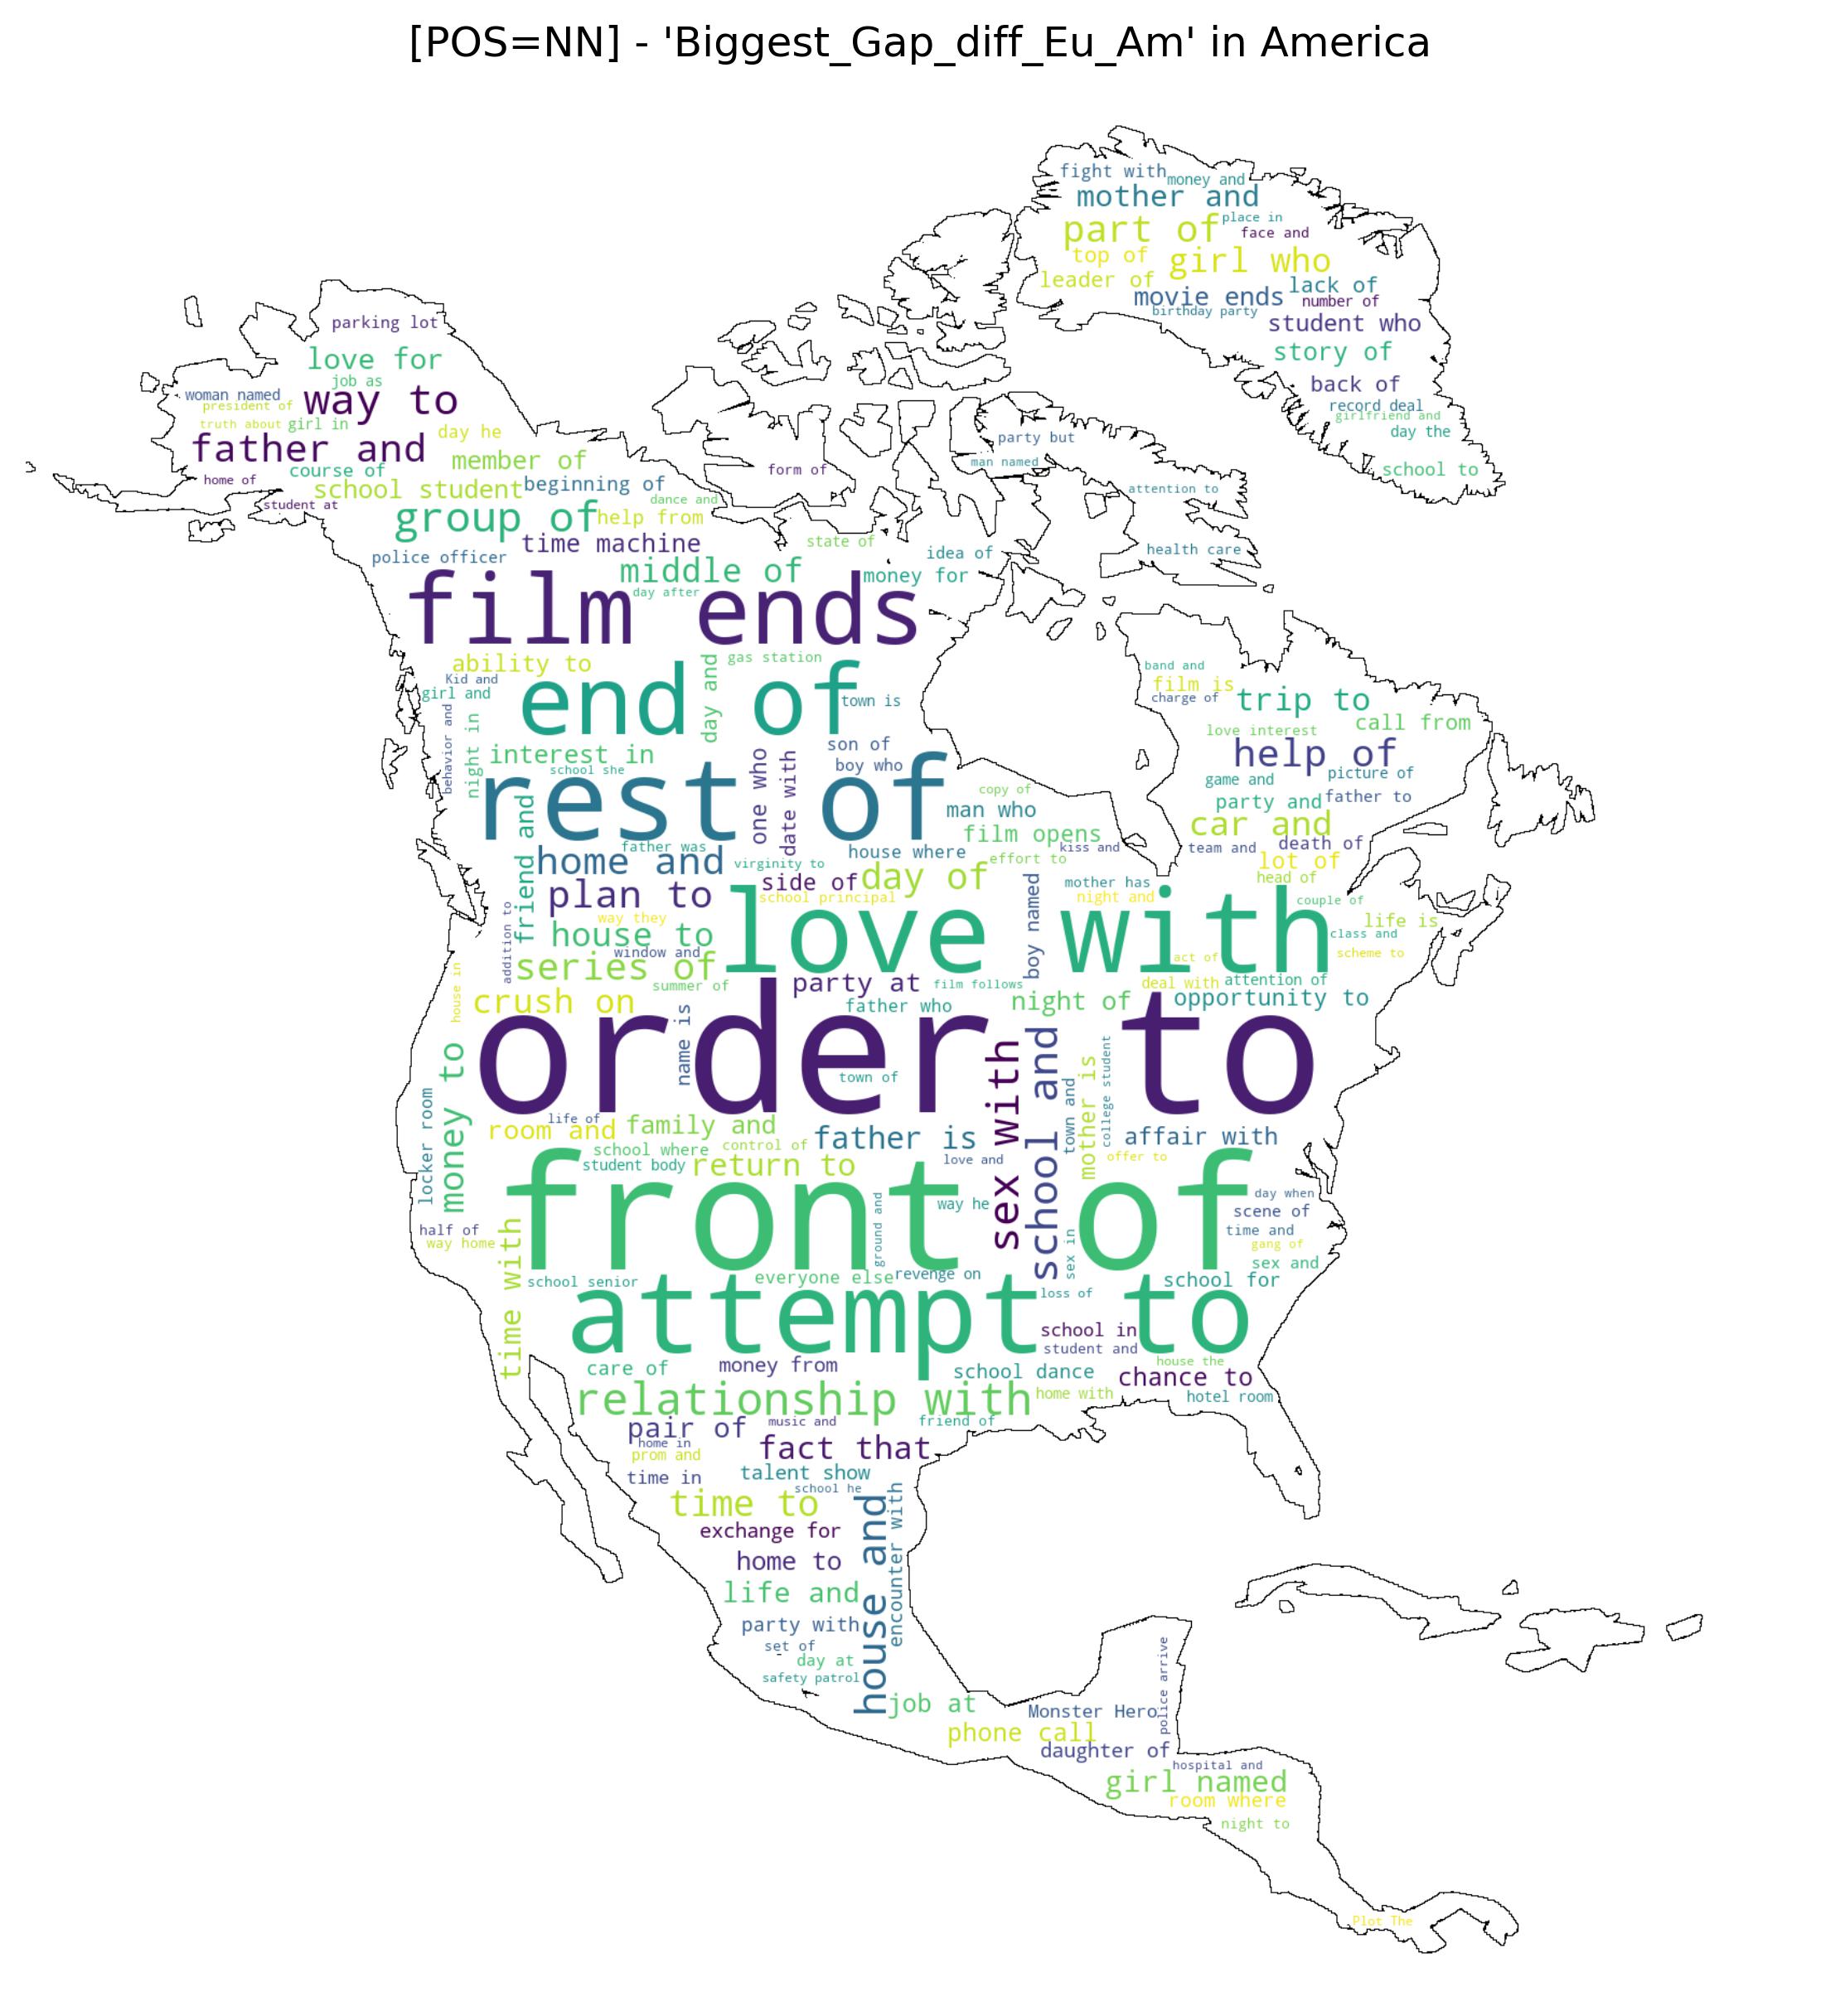 [POS=NN] - 'Biggest_Gap_diff_Eu_Am' in America
fight with
money and
mother and
part of
place in
face and
top of
girl who
leader of
lack of
movie ends
number of
birthday party
student who
story of
back of
record deal
girlfriend and
day the
school to
parking lot
love for
job as
woman named
way to
president of
truth about
girl in
day he
father and
member of
course of
home of
school student
beginning of
student at
dance and
group of
help from
time machine
state of
police officer
middle of
money for
idea of
party but
man named
form of
attention to
health care
film ends
day after
ability to
gas station
Kid and
girl and
end of
day and
town is
behavior and
night in
interest in
school she
son of
boy who
one who
date with
rest of
copy of
man who
film opens
friend and
father was
house where
effort to
kiss and
home and
virginity to
side of
day of
plan to
school principal
band and
film is
charge of
trip to
love interest
call from
help of
game and
picture of
party and
father to
car and
team and
death of
lot of
head of
mother has
night and
couple of
life is
class and
scheme to
love with
boy named
act of
deal with
attention of
way they
addition to
house to
window and
series of
summer of
party at
film follows
night of
opportunity to
house in
crush on
father who
name is
order to
town of
money to
locker room
sex with
school and
town and
mother is
college student
life of
room and
family and
father is
affair with
school where
control of
student body
return to
love and
offer to
front of
ground and
way he
sex in
day when
scene of
half of
way home
time and
gang of
sex and
time with
school senior
everyone else
revenge on
school for
loss of
attempt to
school in
student and
house the
care of
money from
school dance
chance to
hotel room
relationship with
home with
pair of
music and
friend of
home in
prom and
fact that
time in
talent show
school he
time to
exchange for
house and
encounter with
home to
life and
party with
set of
day at
safety patrol
job at
police arrive
Monster Hero
phone call
daughter of
hospital and
girl named
room where
night to
Plot The